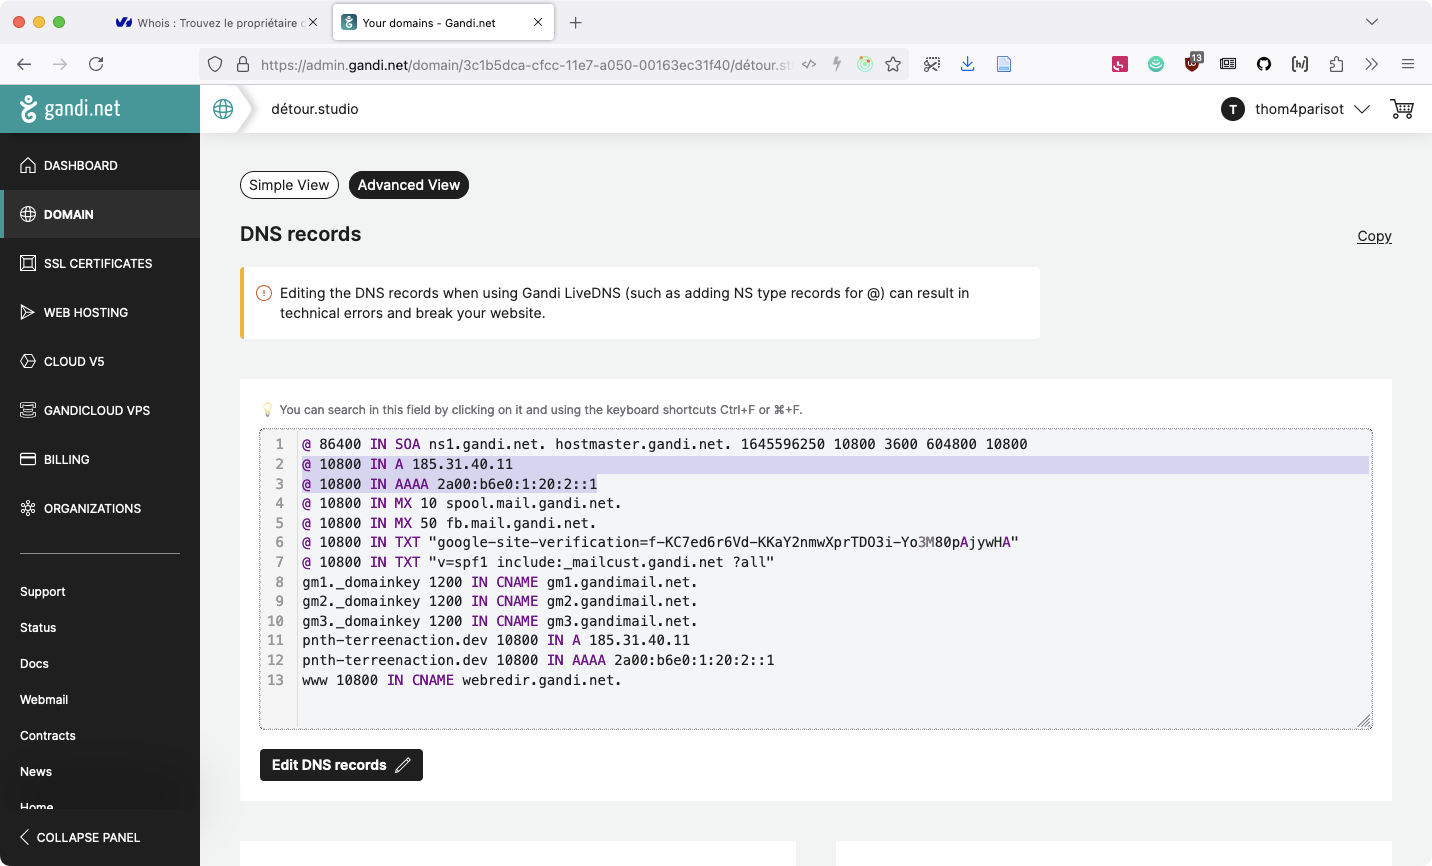 Whois : Trouvez le propriétaire
Your domains – Gandi.net
https://admin.gandi.net/domain/3c1b5dca-cfcc-11e7-a050-00163ec31f40/détour.st
13
gandi.net
détour.studio
T
thom4parisot
DASHBOARD
DOMAIN
SSL CERTIFICATES
WEB HOSTING
CLOUD V5
GANDICLOUD VPS
BILLING
ORGANIZATIONS
Support
Status
Docs
Webmail
Contracts
News
Home
COLLAPSE PANEL
Simple View
Advanced View
DNS records
Copy
Editing the DNS records when using Gandi LiveDNS (such as adding NS type records for @) can result in
technical errors and break your website.
You can search in this field by clicking on it and using the keyboard shortcuts Ctrl+F or ⌘+F.
1 @ 86400 IN SOA ns1.gandi.net. hostmaster.gandi.net. 1645596250 10800 3600 604800 10800
2 @ 10800 IN A 185.31.40.11
3 @ 10800 IN AAAA 2a00:b6e0:1:20:2::1
4 @ 10800 IN MX 10 spool.mail.gandi.net.
5 @ 10800 IN MX 50 fb.mail.gandi.net.
6 @ 10800 IN TXT "google-site-verification=f-KC7ed6r6Vd-KKaY2nmwXprTDO3i-Yo3M80pAjywHA"
7 @ 10800 IN TXT "v=spf1 include:_mailcust.gandi.net ?all"
8 gm1._domainkey 1200 IN CNAME gm1.gandimail.net.
9 gm2._domainkey 1200 IN CNAME gm2.gandimail.net.
10 gm3._domainkey 1200 IN CNAME gm3.gandimail.net.
11 pnth-terreenaction.dev 10800 IN A 185.31.40.11
12 pnth-terreenaction.dev 10800 IN AAAA 2a00:b6e0:1:20:2::1
13 www 10800 IN CNAME webredir.gandi.net.
Edit DNS records